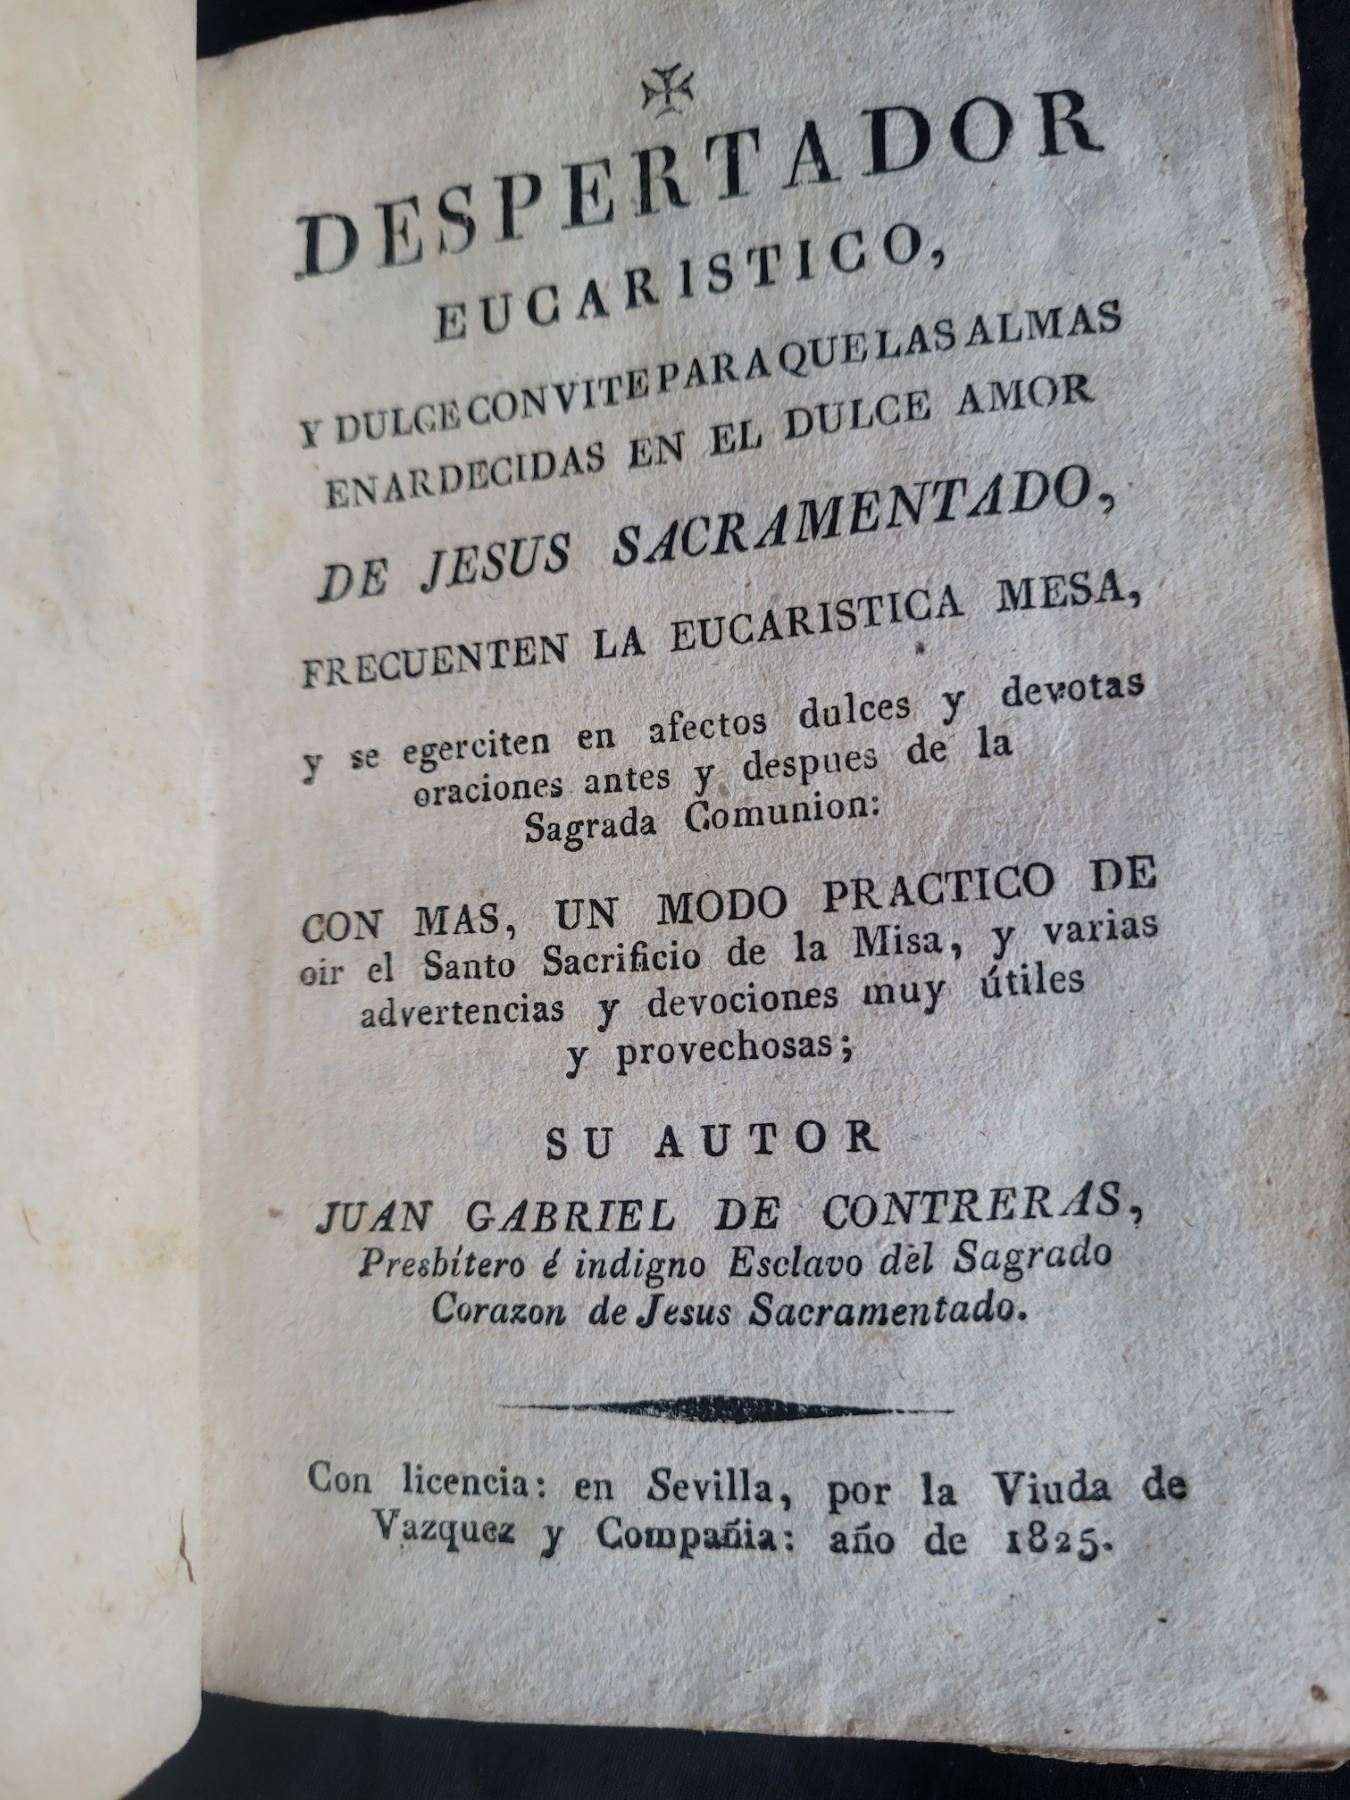 ✠
DESPERTADOR
EUCARISTICO,
Y DULCE CONVITE PARA QUE LAS ALMAS
ENARDECIDAS EN EL DULCE AMOR
DE JESUS SACRAMENTADO,
FRECUENTEN LA EUCARISTICA MESA,
y se egerciten en afectos dulces y devotas
oraciones antes y despues de la
Sagrada Comunion:
CON MAS, UN MODO PRACTICO DE
oir el Santo Sacrificio de la Misa, y varias
advertencias y devociones muy útiles
y provechosas;
SU AUTOR
JUAN GABRIEL DE CONTRERAS,
Presbítero é indigno Esclavo del Sagrado
Corazon de Jesus Sacramentado.
Con licencia: en Sevilla, por la Viuda de
Vazquez y Compañia: año de 1825.